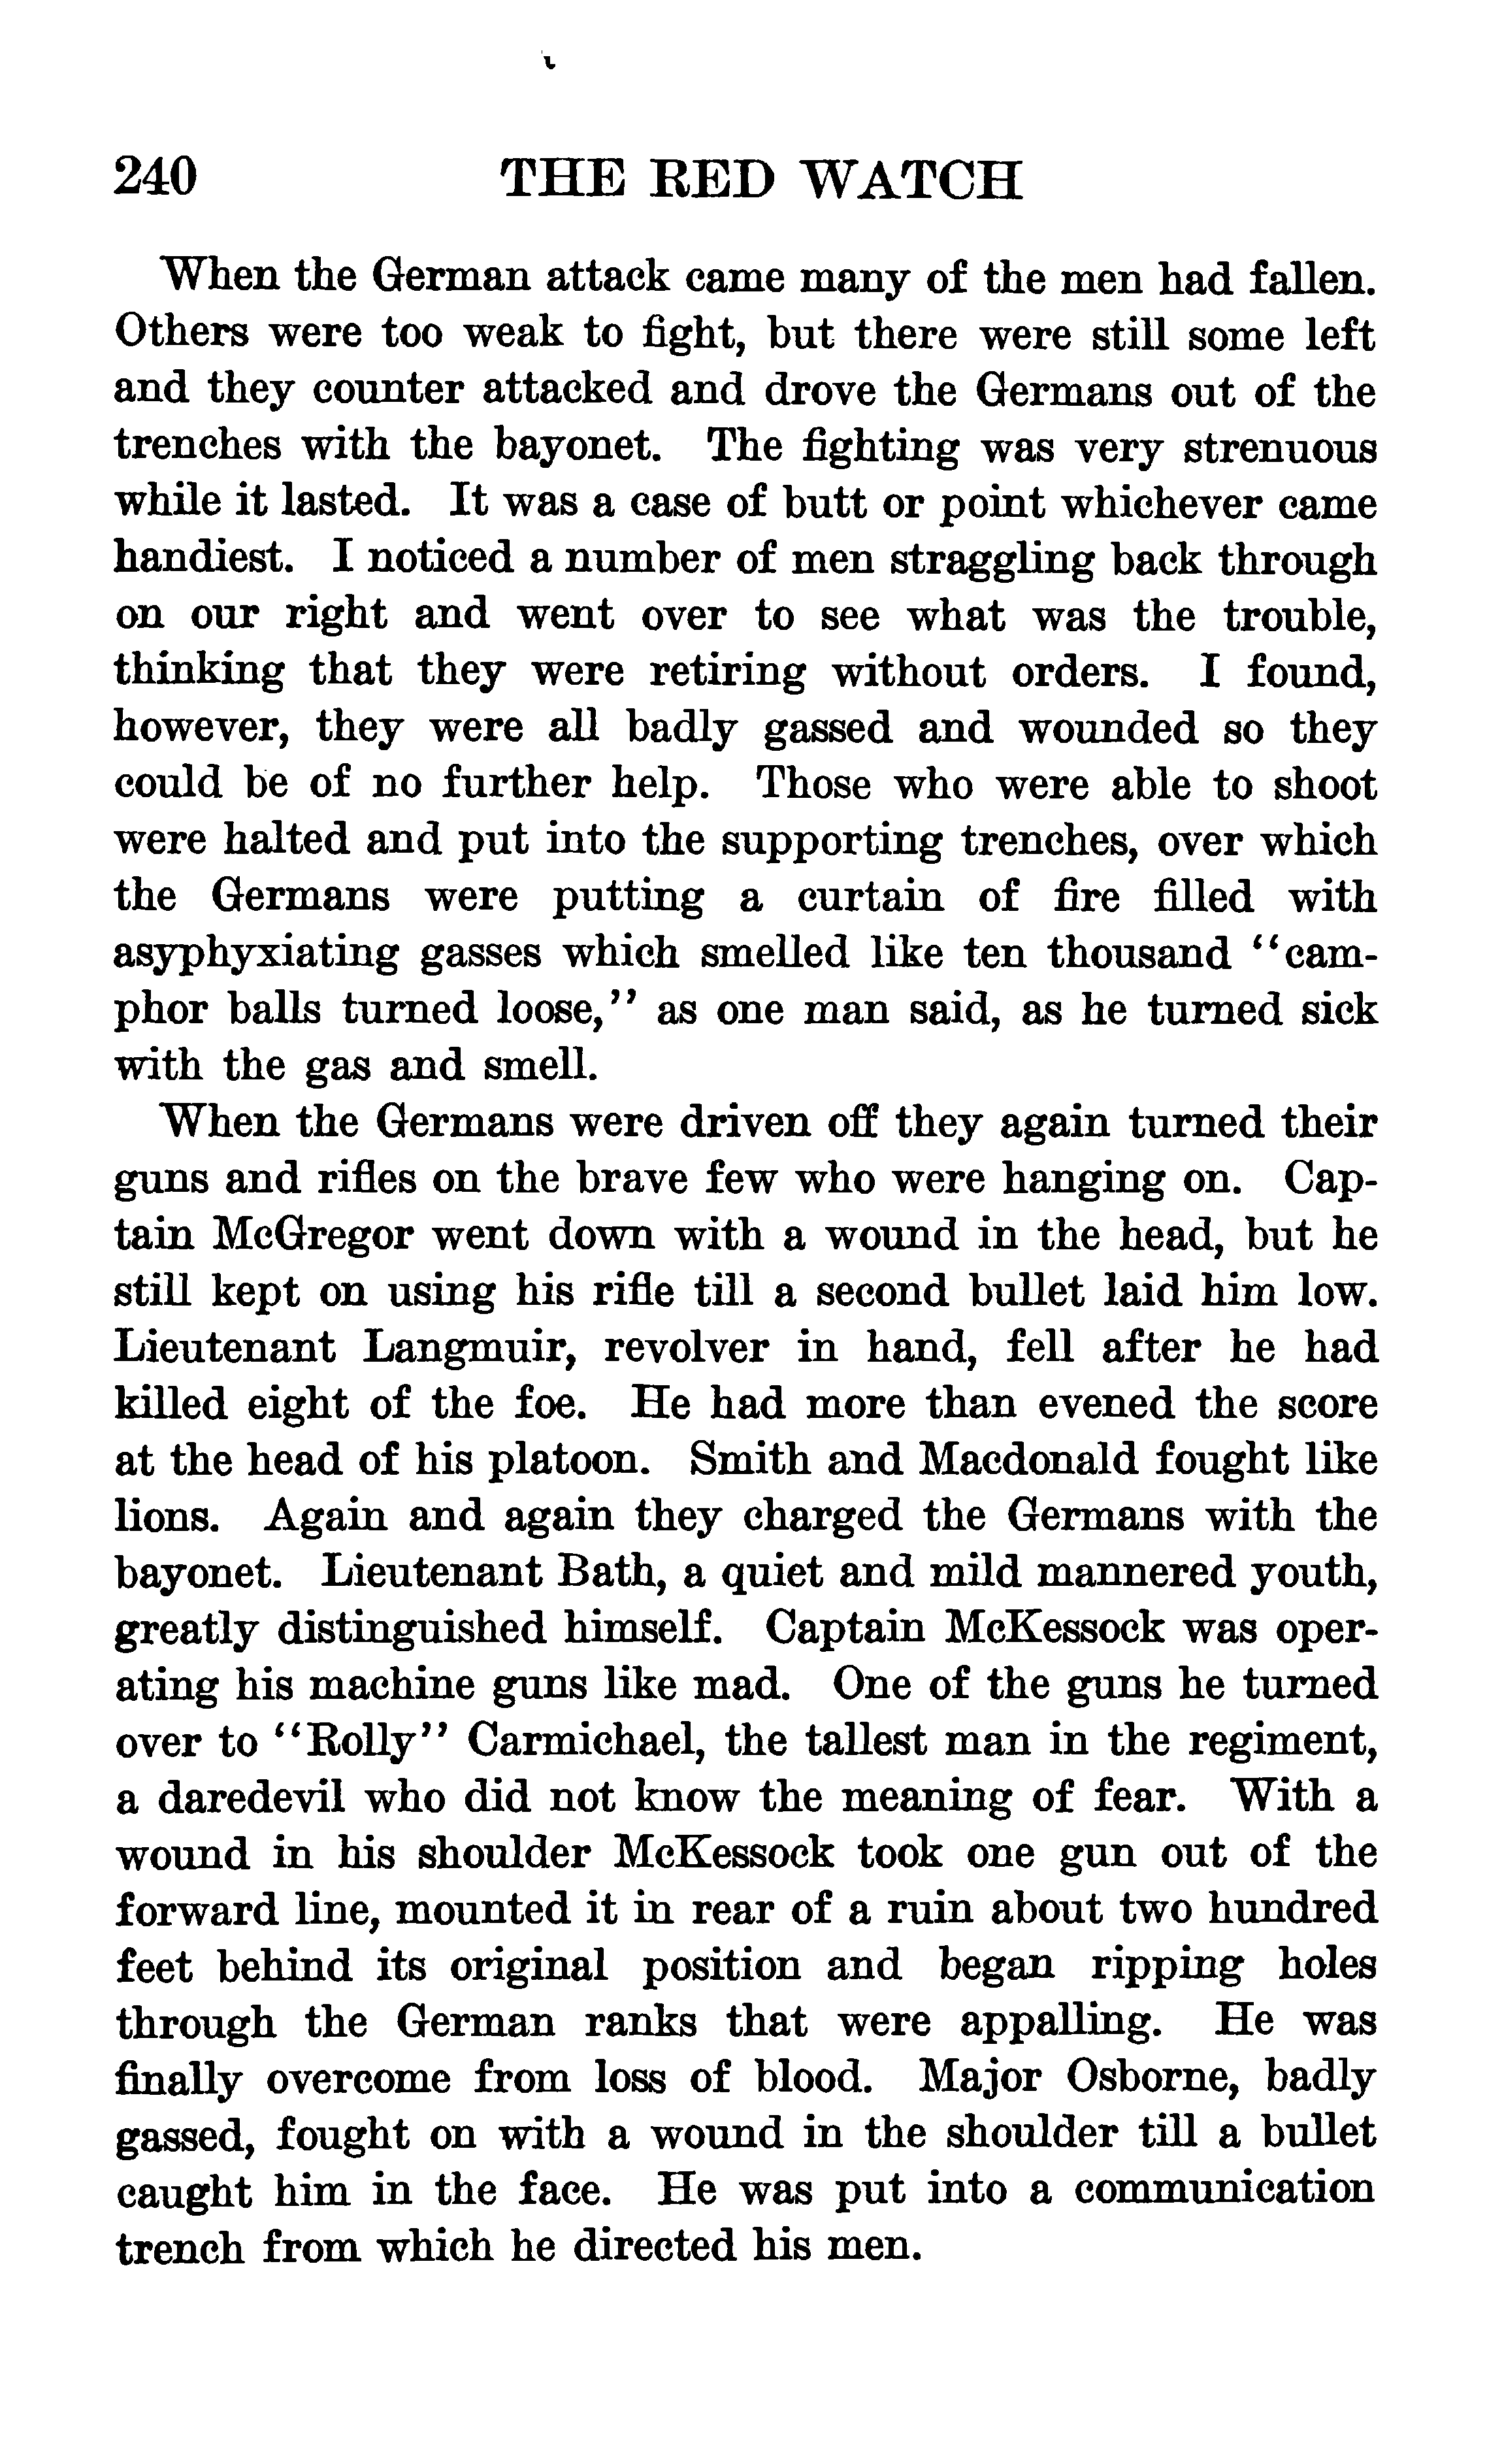 240 THE RED WATCH
When the German attack came many of the men had fallen.
Others were too weak to fight, but there were still some left
and they counter attacked and drove the Germans out of the
trenches with the bayonet. The fighting was very strenuous
while it lasted. It was a case of butt or point whichever came
handiest. I noticed a number of men straggling back through
on our right and went over to see what was the trouble,
thinking that they were retiring without orders. I found,
however, they were all badly gassed and wounded so they
could be of no further help. Those who were able to shoot
were halted and put into the supporting trenches, over which
the Germans were putting a curtain of fire filled with
asyphyxiating gasses which smelled like ten thousand "cam-
phor balls turned loose," as one man said, as he turned sick
with the gas and smell.
When the Germans were driven off they again turned their
guns and rifles on the brave few who were hanging on. Cap-
tain McGregor went down with a wound in the head, but he
still kept on using his rifle till a second bullet laid him low.
Lieutenant Langmuir, revolver in hand, fell after he had
killed eight of the foe. He had more than evened the score
at the head of his platoon. Smith and Macdonald fought like
lions. Again and again they charged the Germans with the
bayonet. Lieutenant Bath, a quiet and mild mannered youth,
greatly distinguished himself. Captain McKessock was oper-
ating his machine guns like mad. One of the guns he turned
over to "Rolly" Carmichael, the tallest man in the regiment,
a daredevil who did not know the meaning of fear. With a
wound in his shoulder McKessock took one gun out of the
forward line, mounted it in rear of a ruin about two hundred
feet behind its original position and began ripping holes
through the German ranks that were appalling. He was
finally overcome from loss of blood. Major Osborne, badly
gassed, fought on with a wound in the shoulder till a bullet
caught him in the face. He was put into a communication
trench from which he directed his men.